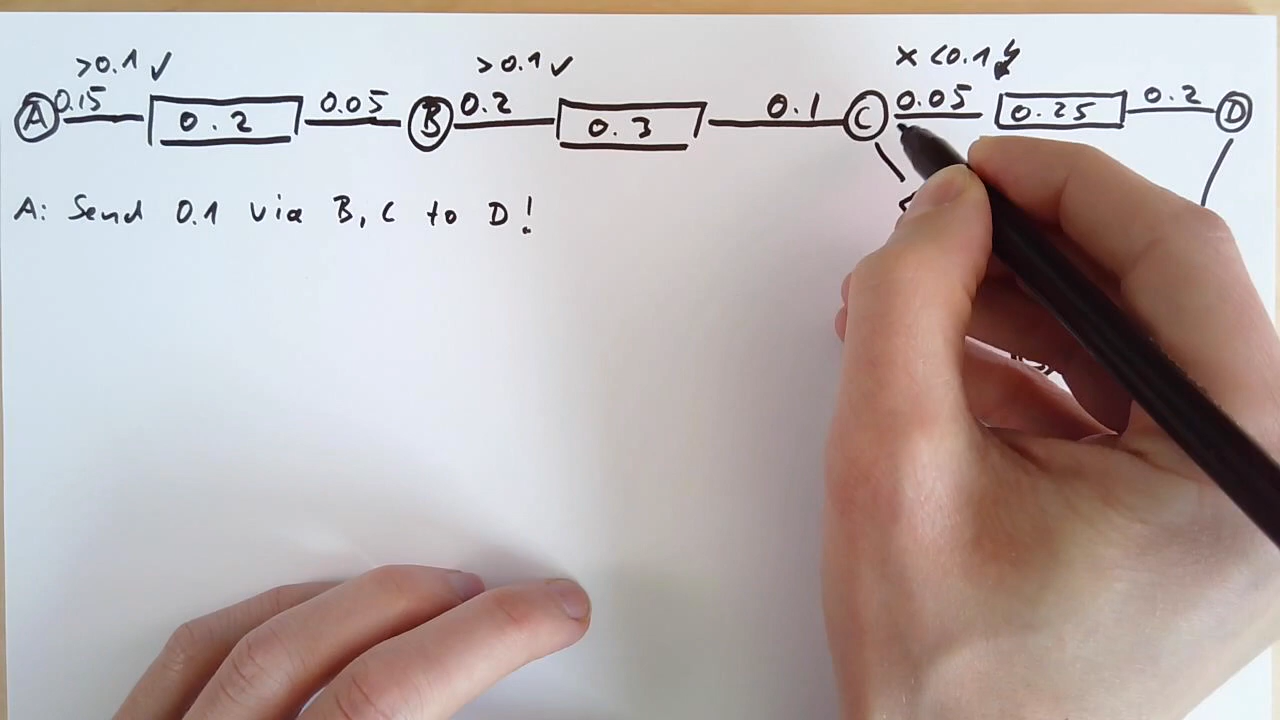 >0.1 ✓ >0.1 ✓ × <0.1
A 0.15 0.2 0.05 B 0.2 0.3 0.1 C 0.05 0.25 0.2 D
A: Send 0.1 via B, C to D!